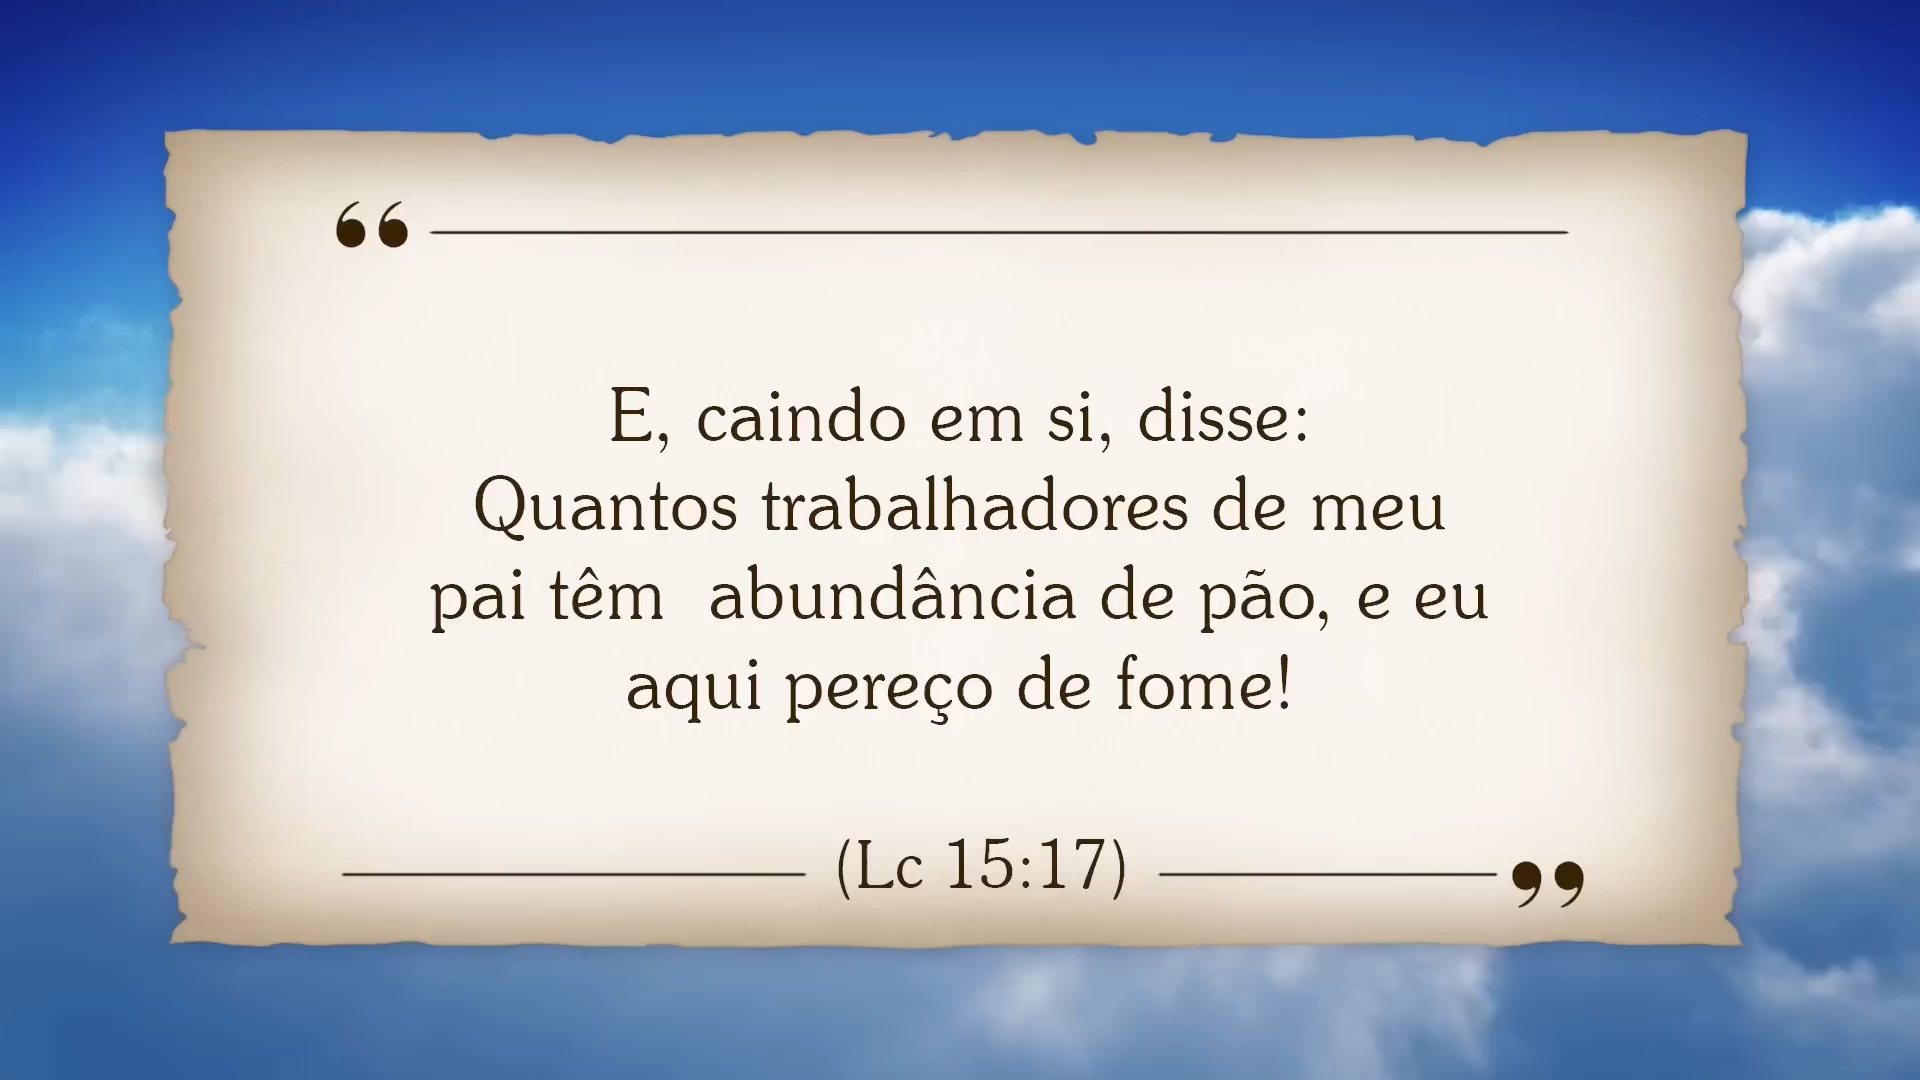 “
E, caindo em si, disse:
Quantos trabalhadores de meu
pai têm  abundância de pão, e eu
aqui pereço de fome!
(Lc 15:17)
”